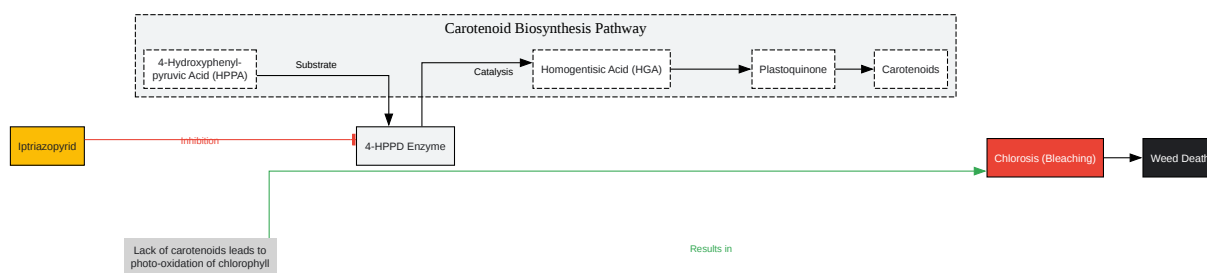 Carotenoid Biosynthesis Pathway
4-Hydroxyphenyl-
pyruvic Acid (HPPA)
Substrate
Catalysis
Homogentisic Acid (HGA)
Plastoquinone
Carotenoids
Iptriazopyrid
Inhibition
4-HPPD Enzyme
Chlorosis (Bleaching)
Weed Death
Lack of carotenoids leads to
photo-oxidation of chlorophyll
Results in